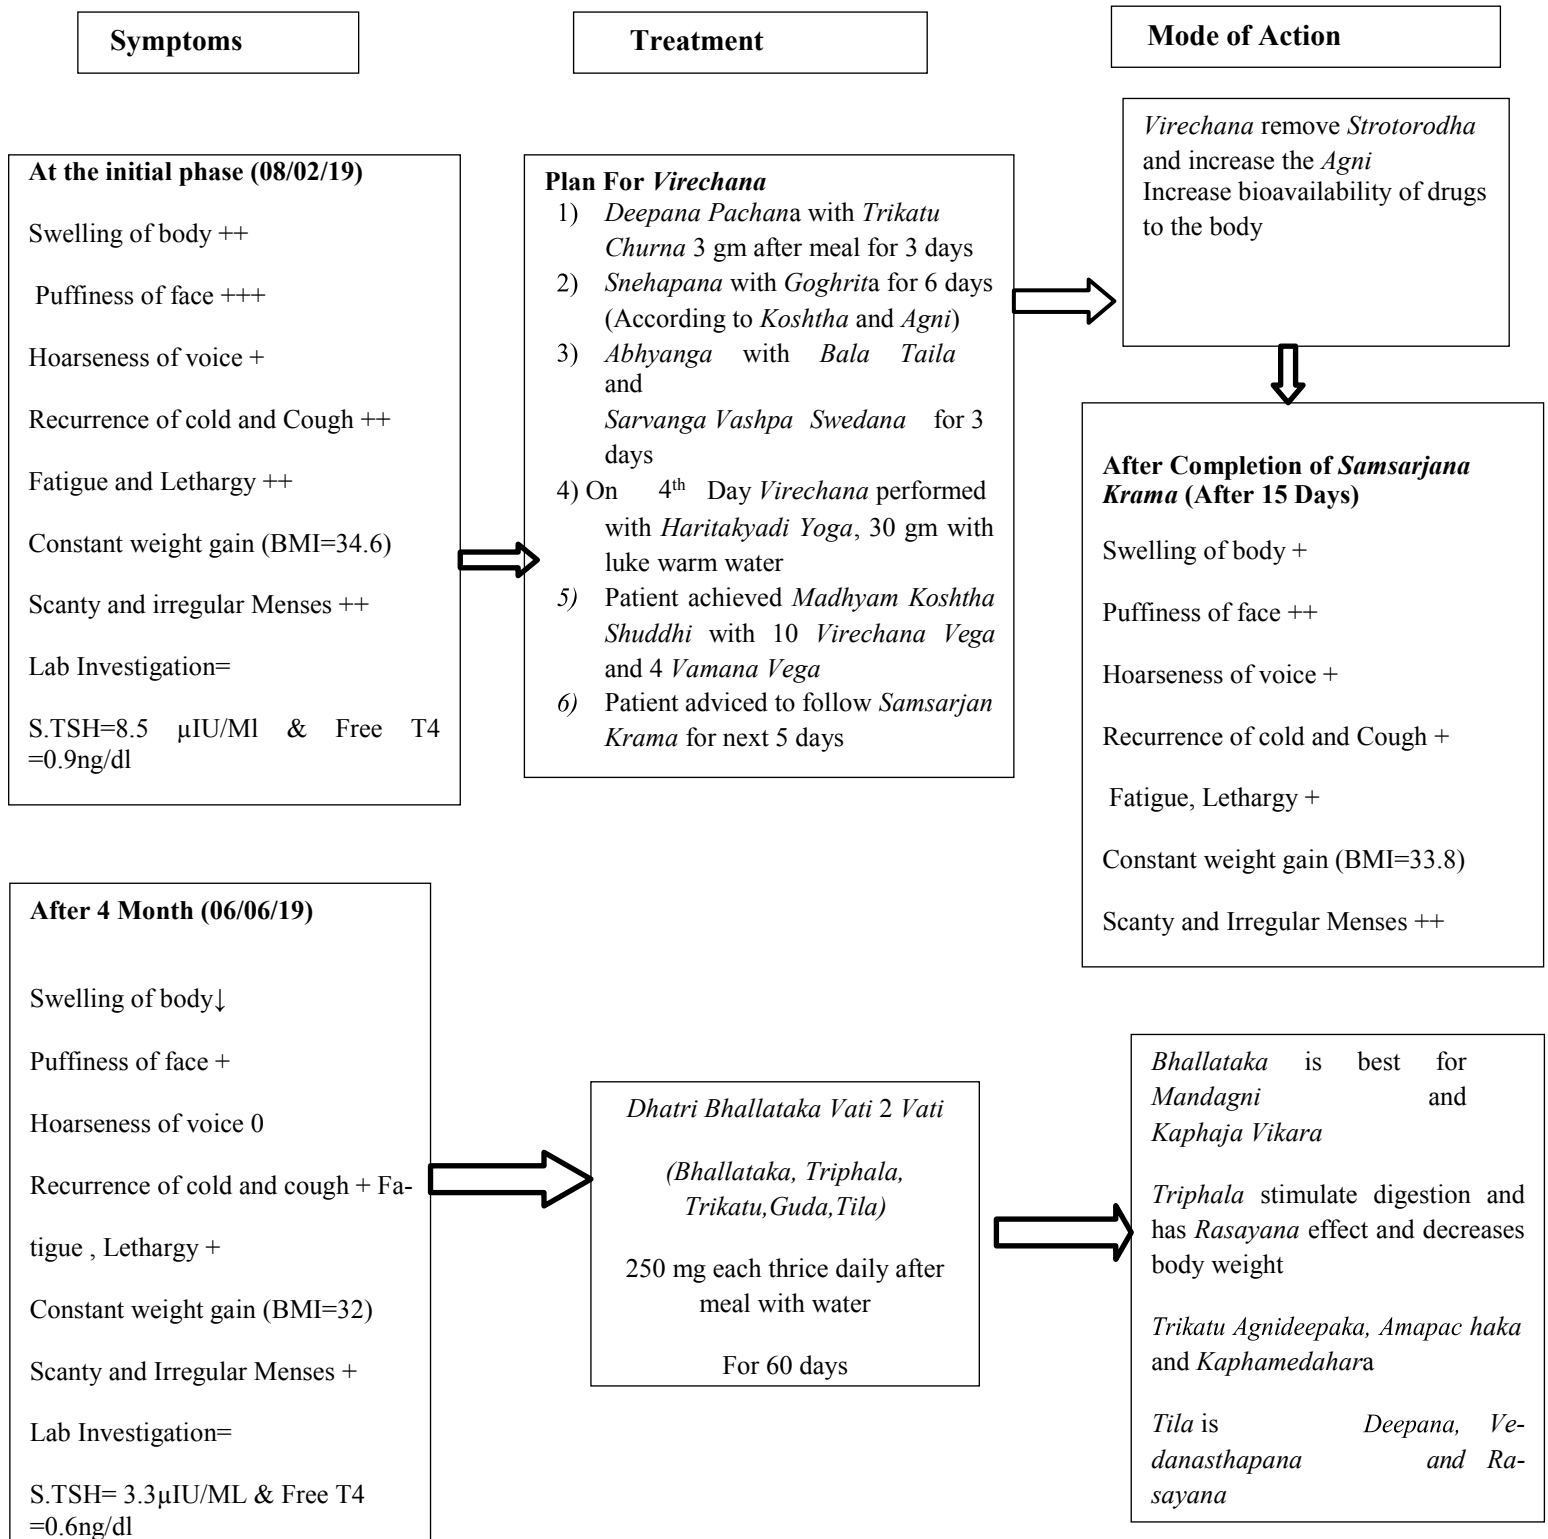 Symptoms
Treatment
Mode of Action
At the initial phase (08/02/19)
Swelling of body ++
Puffiness of face +++
Hoarseness of voice +
Recurrence of cold and Cough ++
Fatigue and Lethargy ++
Constant weight gain (BMI=34.6)
Scanty and irregular Menses ++
Lab Investigation=
S.TSH=8.5 µIU/Ml & Free T4
=0.9ng/dl
Plan For Virechana
1) Deepana Pachana with Trikatu
Churna 3 gm after meal for 3 days
2) Snehapana with Goghrita for 6 days
(According to Koshtha and Agni)
3) Abhyanga with Bala Taila
and
Sarvanga Vashpa Swedana for 3
days
4) On 4th Day Virechana performed
with Haritakyadi Yoga, 30 gm with
luke warm water
5) Patient achieved Madhyam Koshtha
Shuddhi with 10 Virechana Vega
and 4 Vamana Vega
6) Patient adviced to follow Samsarjan
Krama for next 5 days
Virechana remove Strotorodha
and increase the Agni
Increase bioavailability of drugs
to the body
After Completion of Samsarjana
Krama (After 15 Days)
Swelling of body +
Puffiness of face ++
Hoarseness of voice +
Recurrence of cold and Cough +
Fatigue, Lethargy +
Constant weight gain (BMI=33.8)
Scanty and Irregular Menses ++
After 4 Month (06/06/19)
Swelling of body↓
Puffiness of face +
Hoarseness of voice 0
Recurrence of cold and cough + Fa-
tigue , Lethargy +
Constant weight gain (BMI=32)
Scanty and Irregular Menses +
Lab Investigation=
S.TSH= 3.3µIU/ML & Free T4
=0.6ng/dl
Dhatri Bhallataka Vati 2 Vati
(Bhallataka, Triphala,
Trikatu,Guda,Tila)
250 mg each thrice daily after
meal with water
For 60 days
Bhallataka is best for
Mandagni and
Kaphaja Vikara
Triphala stimulate digestion and
has Rasayana effect and decreases
body weight
Trikatu Agnideepaka, Amapac haka
and Kaphamedahara
Tila is Deepana, Ve-
danasthapana and Ra-
sayana